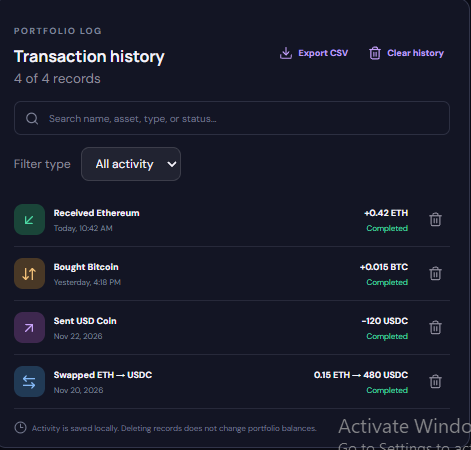 PORTFOLIO LOG
Transaction history
Export CSV
Clear history
4 of 4 records
Search name, asset, type, or status...
Filter type
All activity
Received Ethereum
+0.42 ETH
Today, 10:42 AM
Completed
Bought Bitcoin
+0.015 BTC
Yesterday, 4:18 PM
Completed
Sent USD Coin
-120 USDC
Nov 22, 2026
Completed
Swapped ETH → USDC
0.15 ETH → 480 USDC
Nov 20, 2026
Completed
Activity is saved locally. Deleting records does not change portfolio balances.
Activate Windo
Go to Settings to ac